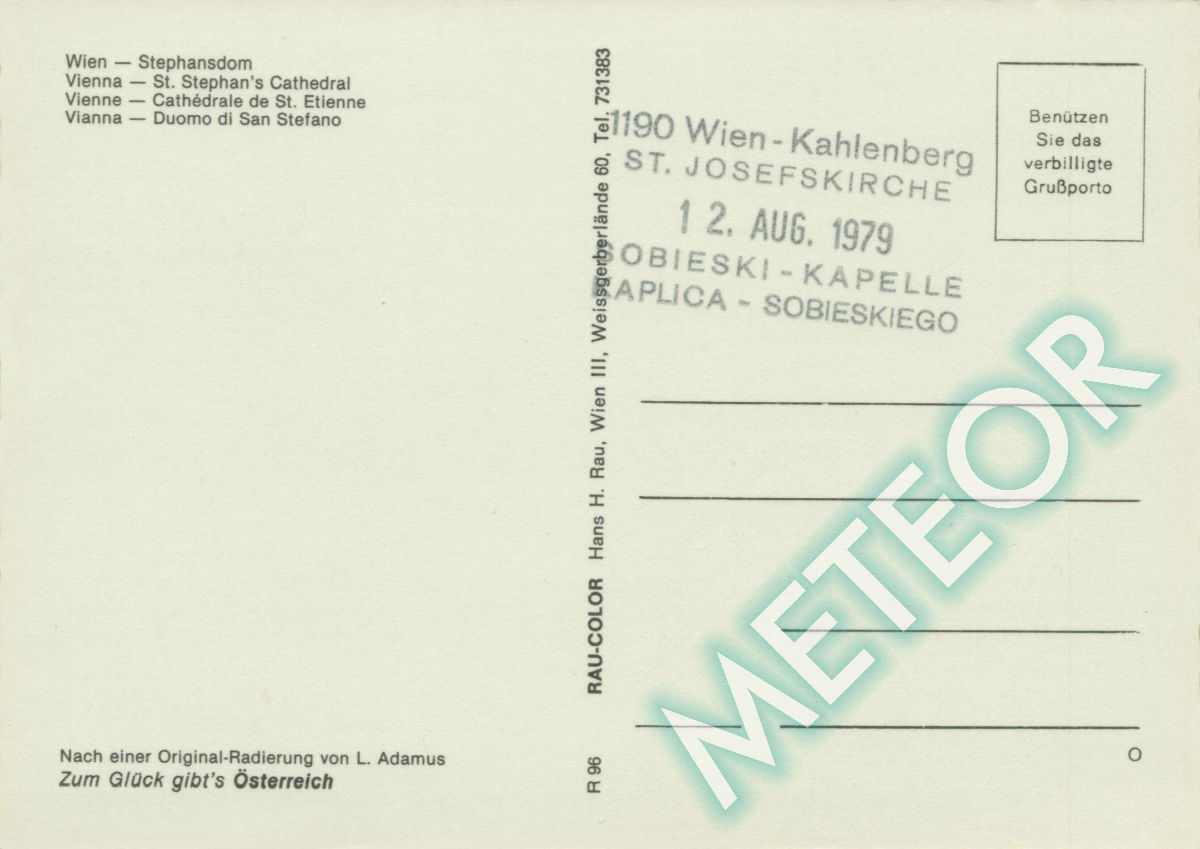 Wien — Stephansdom
Vienna — St. Stephan's Cathedral
Vienne — Cathédrale de St. Etienne
Vianna — Duomo di San Stefano
Nach einer Original-Radierung von L. Adamus
Zum Glück gibt's Österreich
R 96 RAU-COLOR Hans H. Rau, Wien III, Weissgerberlände 60, Tel. 731383
1190 Wien - Kahlenberg
ST. JOSEFSKIRCHE
12. AUG. 1979
SOBIESKI - KAPELLE
KAPLICA - SOBIESKIEGO
Benützen
Sie das
verbilligte
Grußporto
METEOR
O